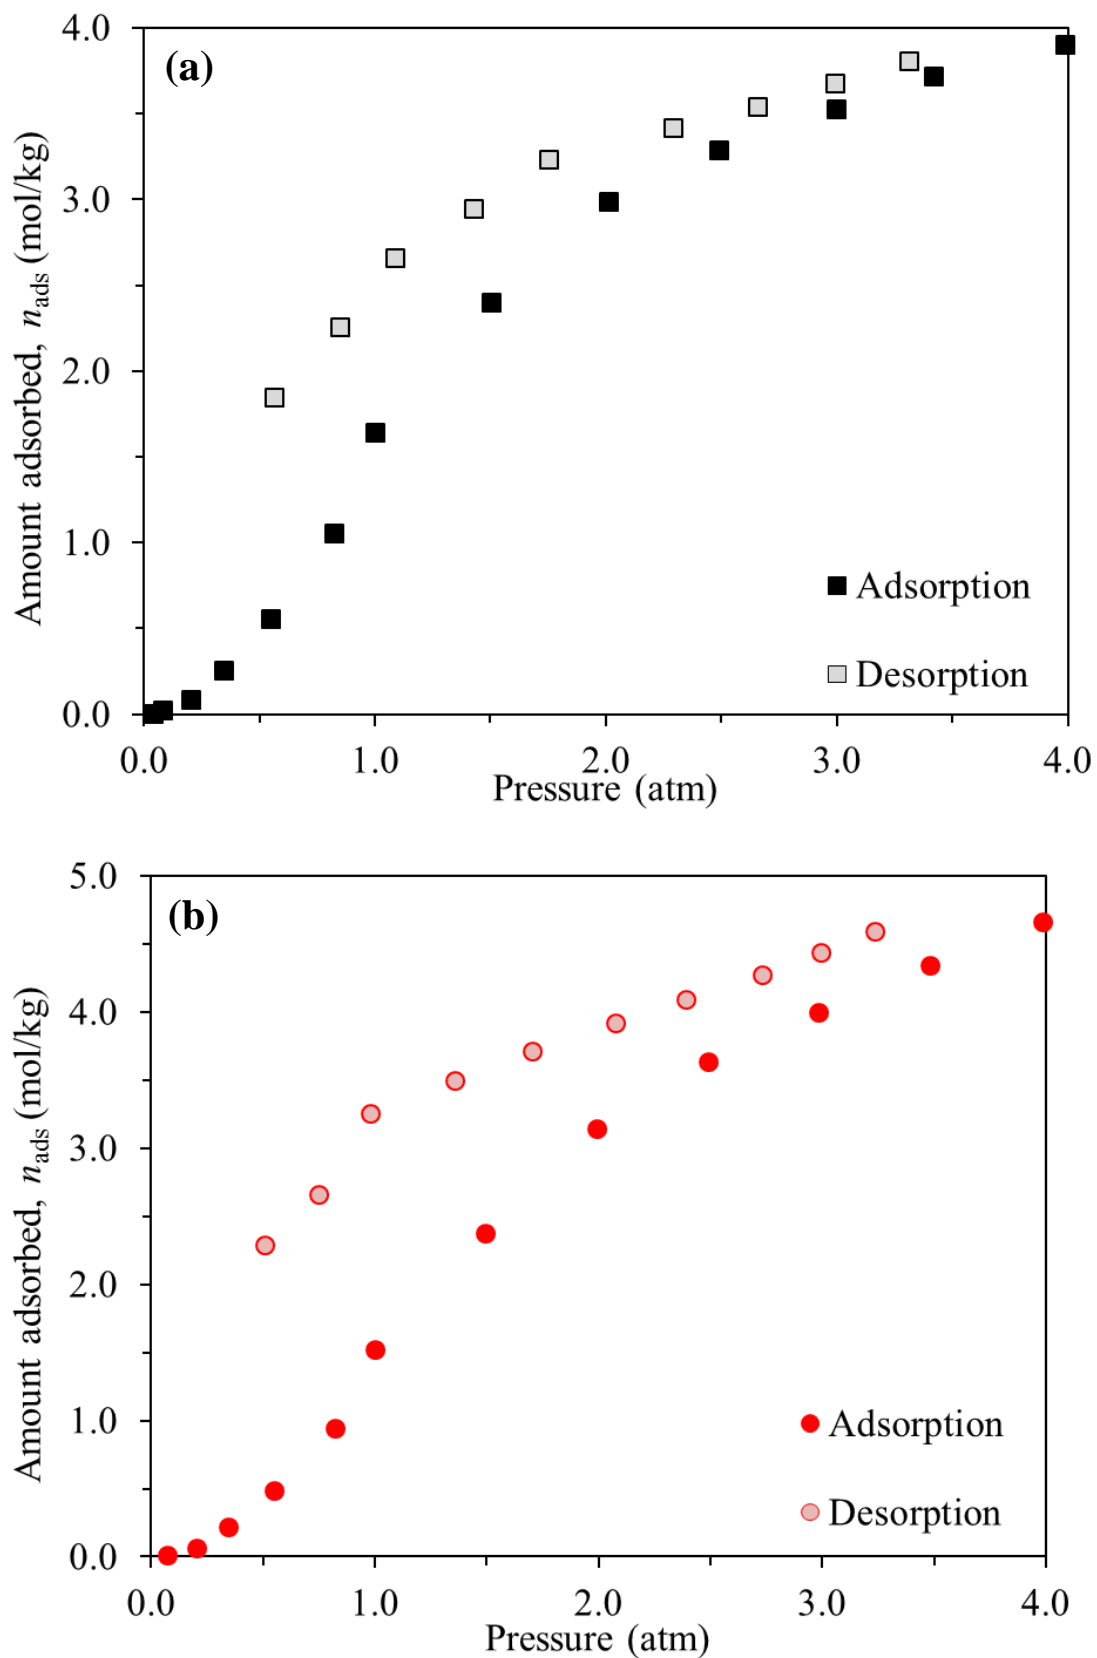 (a)
Amount adsorbed, nads (mol/kg)
4.0
3.0
2.0
1.0
0.0
Adsorption
Desorption
0.0 1.0 2.0 3.0 4.0
Pressure (atm)
(b)
Amount adsorbed, nads (mol/kg)
5.0
4.0
3.0
2.0
1.0
0.0
Adsorption
Desorption
0.0 1.0 2.0 3.0 4.0
Pressure (atm)